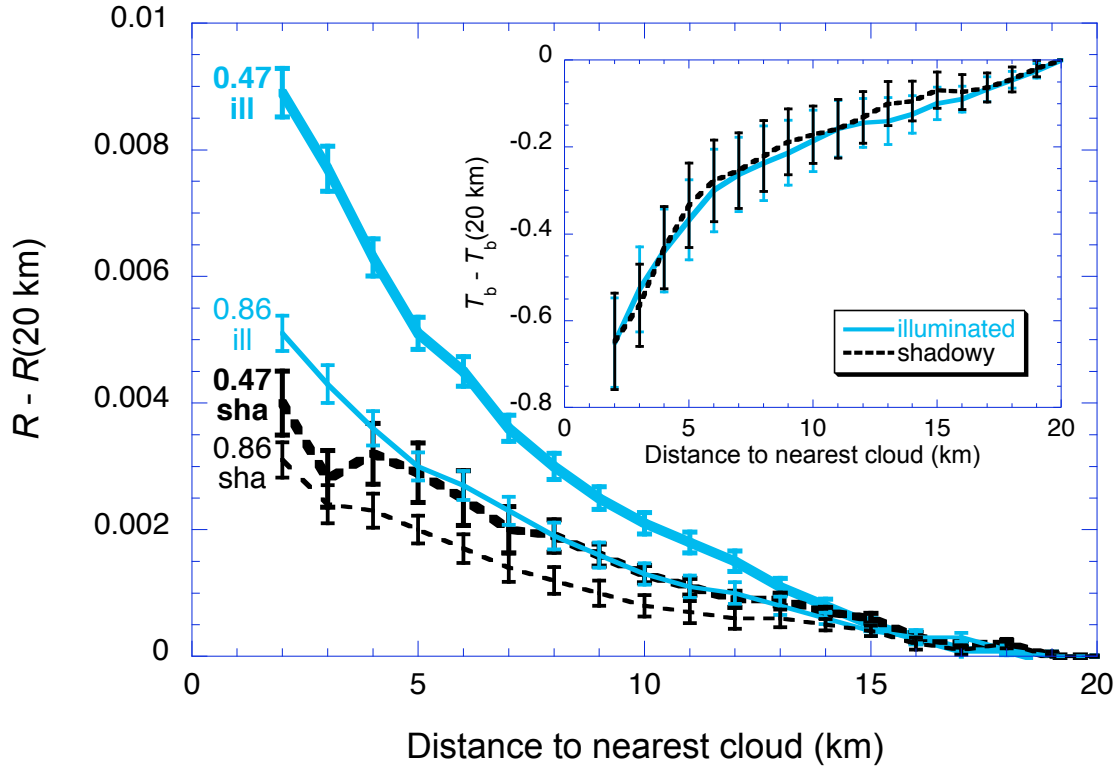 0.01
0.008
0.006
0.004
0.002
0
R - R(20 km)
0.47
ill
0.86
ill
0.47
sha
0.86
sha
0
5
10
15
20
Distance to nearest cloud (km)
0
-0.2
-0.4
-0.6
-0.8
T_b - T_b(20 km)
illuminated
shadowy
0
5
10
15
20
Distance to nearest cloud (km)